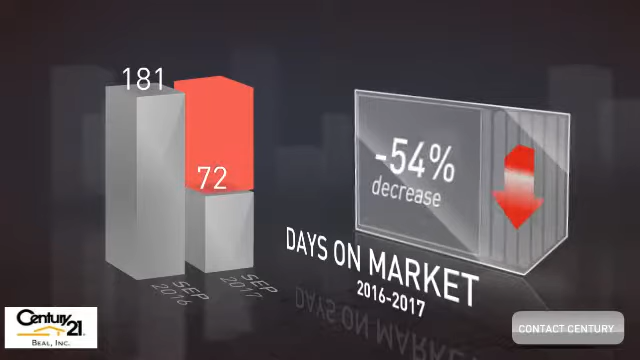 181
72
SEP
2016
SEP
2017
-54%
decrease
DAYS ON MARKET
2016-2017
Century
21
BEAL, INC.
CONTACT CENTURY